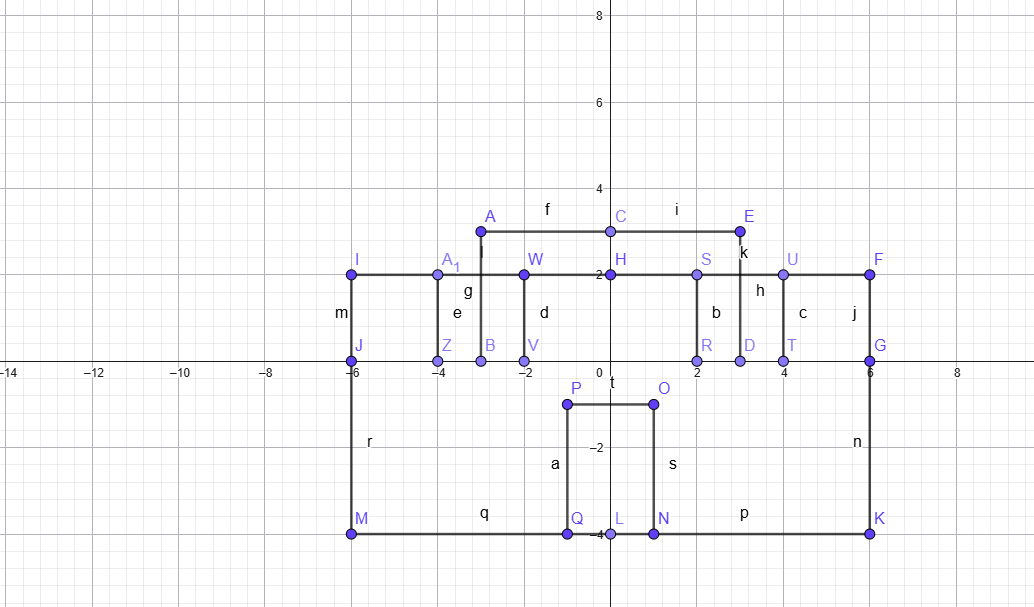 8
6
4
f
i
A
C
E
l
k
I
A1
W
H
2
S
U
F
g
h
m
e
d
b
c
j
J
Z
B
V
R
D
T
G
–14
–12
–10
–8
–6
–4
–2
0
2
4
6
8
t
P
O
r
–2
n
a
s
q
p
M
Q
L
N
K
–4